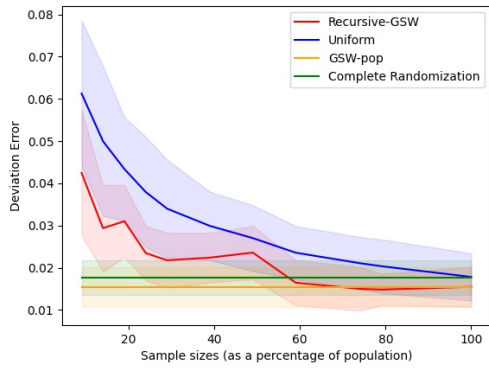 0.08
0.07
0.06
0.05
0.04
0.03
0.02
0.01
Deviation Error
Recursive-GSW
Uniform
GSW-pop
Complete Randomization
20
40
60
80
100
Sample sizes (as a percentage of population)